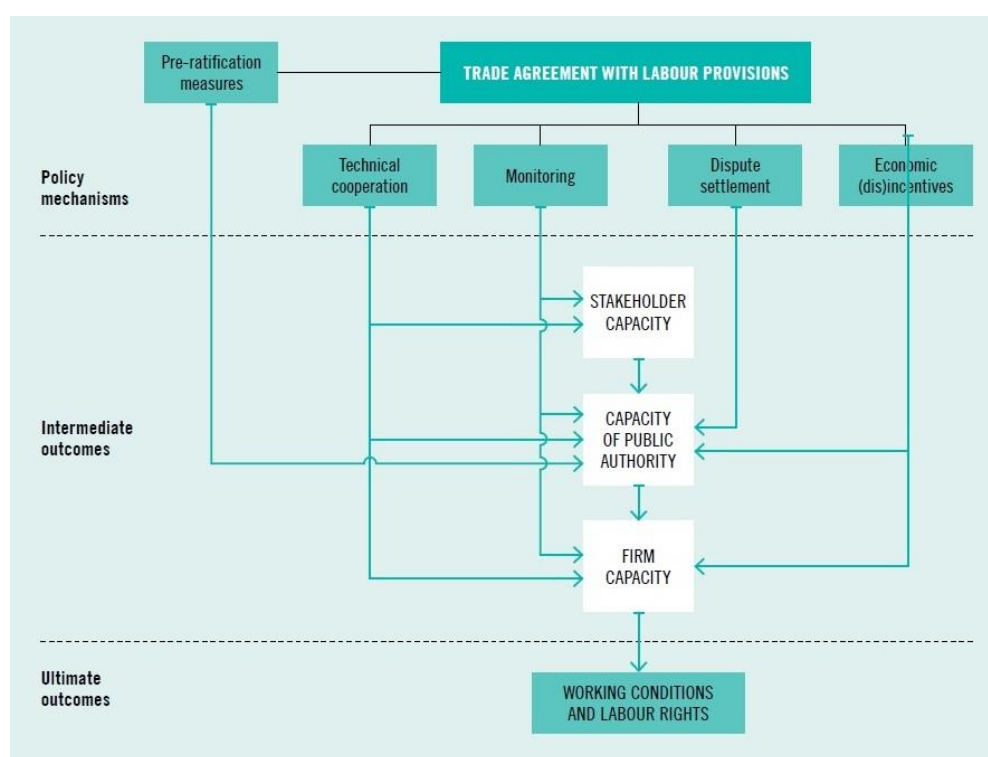 Pre-ratification
measures
TRADE AGREEMENT WITH LABOUR PROVISIONS
Policy
mechanisms
Technical
cooperation
Monitoring
Dispute
settlement
Economic
(dis)incentives
STAKEHOLDER
CAPACITY
Intermediate
outcomes
CAPACITY
OF PUBLIC
AUTHORITY
FIRM
CAPACITY
Ultimate
outcomes
WORKING CONDITIONS
AND LABOUR RIGHTS